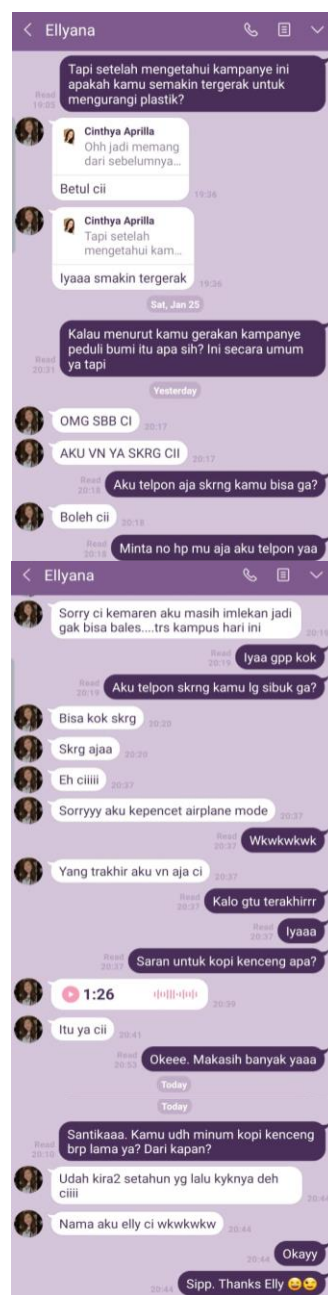 Ellyana
Tapi setelah mengetahui kampanye ini
apakah kamu semakin tergerak untuk
mengurangi plastik?
Read
19:03
Cinthya Aprilla
Ohh jadi memang
dari sebelumnya...
Betul cii
19:36
Cinthya Aprilla
Tapi setelah
mengetahui kam...
Iyaaa smakin tergerak
19:36
Sat, Jan 25
Kalau menurut kamu gerakan kampanye
peduli bumi itu apa sih? Ini secara umum
ya tapi
Read
20:31
Yesterday
OMG SBB CI
20:17
AKU VN YA SKRG CII
20:17
Read
20:18
Aku telpon aja skrng kamu bisa ga?
Boleh cii
20:18
Read
20:18
Minta no hp mu aja aku telpon yaa
Ellyana
Sorry ci kemaren aku masih imlekan jadi
gak bisa bales....trs kampus hari ini
20:19
Read
20:19
Iyaa gpp kok
Read
20:19
Aku telpon skrng kamu lg sibuk ga?
Bisa kok skrg
20:20
Skrg ajaa
20:20
Eh ciiiii
20:37
Sorryyy aku kepencet airplane mode
20:37
Read
20:37
Wkwkwkwk
Yang trakhir aku vn aja ci
20:37
Read
20:37
Kalo gtu terakhirrr
Read
20:37
Iyaaa
Read
20:37
Saran untuk kopi kenceng apa?
1:26
20:39
Itu ya cii
20:41
Read
20:53
Okeee. Makasih banyak yaaa
Today
Today
Santikaaa. Kamu udh minum kopi kenceng
brp lama ya? Dari kapan?
Read
20:10
Udah kira2 setahun yg lalu kyknya deh
ciiii
20:44
Nama aku elly ci wkwkwkw
20:44
20:44
Okayy
20:44
Sipp. Thanks Elly 😄😉